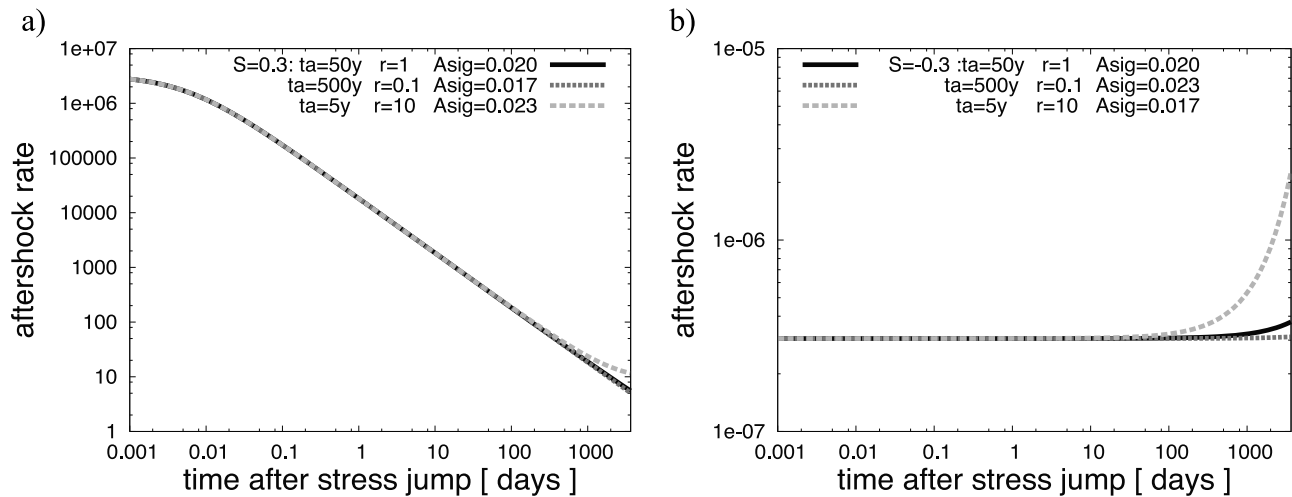 a)
1e+07
1e+06
100000
10000
1000
100
10
1
aftershock rate
S=0.3: ta=50y r=1 Asig=0.020
ta=500y r=0.1 Asig=0.017
ta=5y r=10 Asig=0.023
0.001 0.01 0.1 1 10 100 1000
time after stress jump [ days ]
b)
1e-05
1e-06
1e-07
aftershock rate
S=-0.3 :ta=50y r=1 Asig=0.020
ta=500y r=0.1 Asig=0.023
ta=5y r=10 Asig=0.017
0.001 0.01 0.1 1 10 100 1000
time after stress jump [ days ]